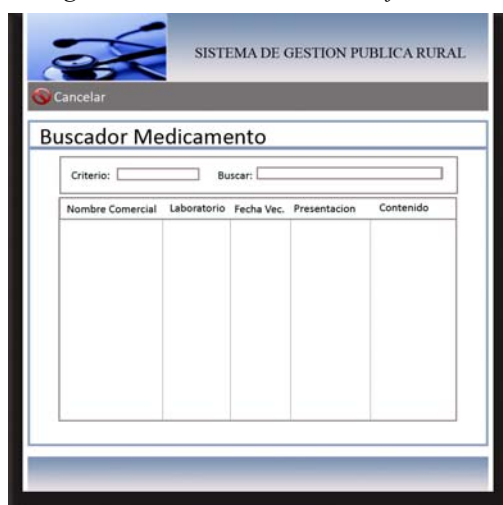 SISTEMA DE GESTION PUBLICA RURAL
Cancelar
Buscador Medicamento
Criterio: Buscar:
Nombre Comercial Laboratorio Fecha Vec. Presentacion Contenido